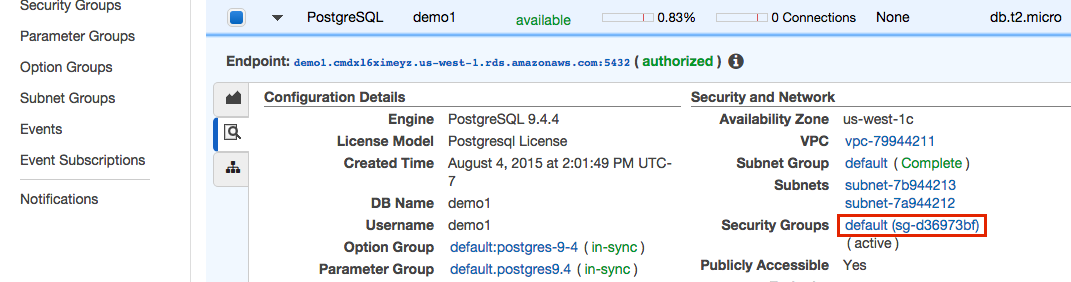 Security Groups
Parameter Groups
Option Groups
Subnet Groups
Events
Event Subscriptions
Notifications
PostgreSQL demo1 available 0.83% 0 Connections None db.t2.micro
Endpoint: demo1.cmdxl6ximeyz.us-west-1.rds.amazonaws.com:5432 ( authorized )
Configuration Details
Engine PostgreSQL 9.4.4
License Model Postgresql License
Created Time August 4, 2015 at 2:01:49 PM UTC-
7
DB Name demo1
Username demo1
Option Group default:postgres-9-4 ( in-sync )
Parameter Group default.postgres9.4 ( in-sync )
Security and Network
Availability Zone us-west-1c
VPC vpc-79944211
Subnet Group default ( Complete )
Subnets subnet-7b944213
subnet-7a944212
Security Groups default (sg-d36973bf)
( active )
Publicly Accessible Yes